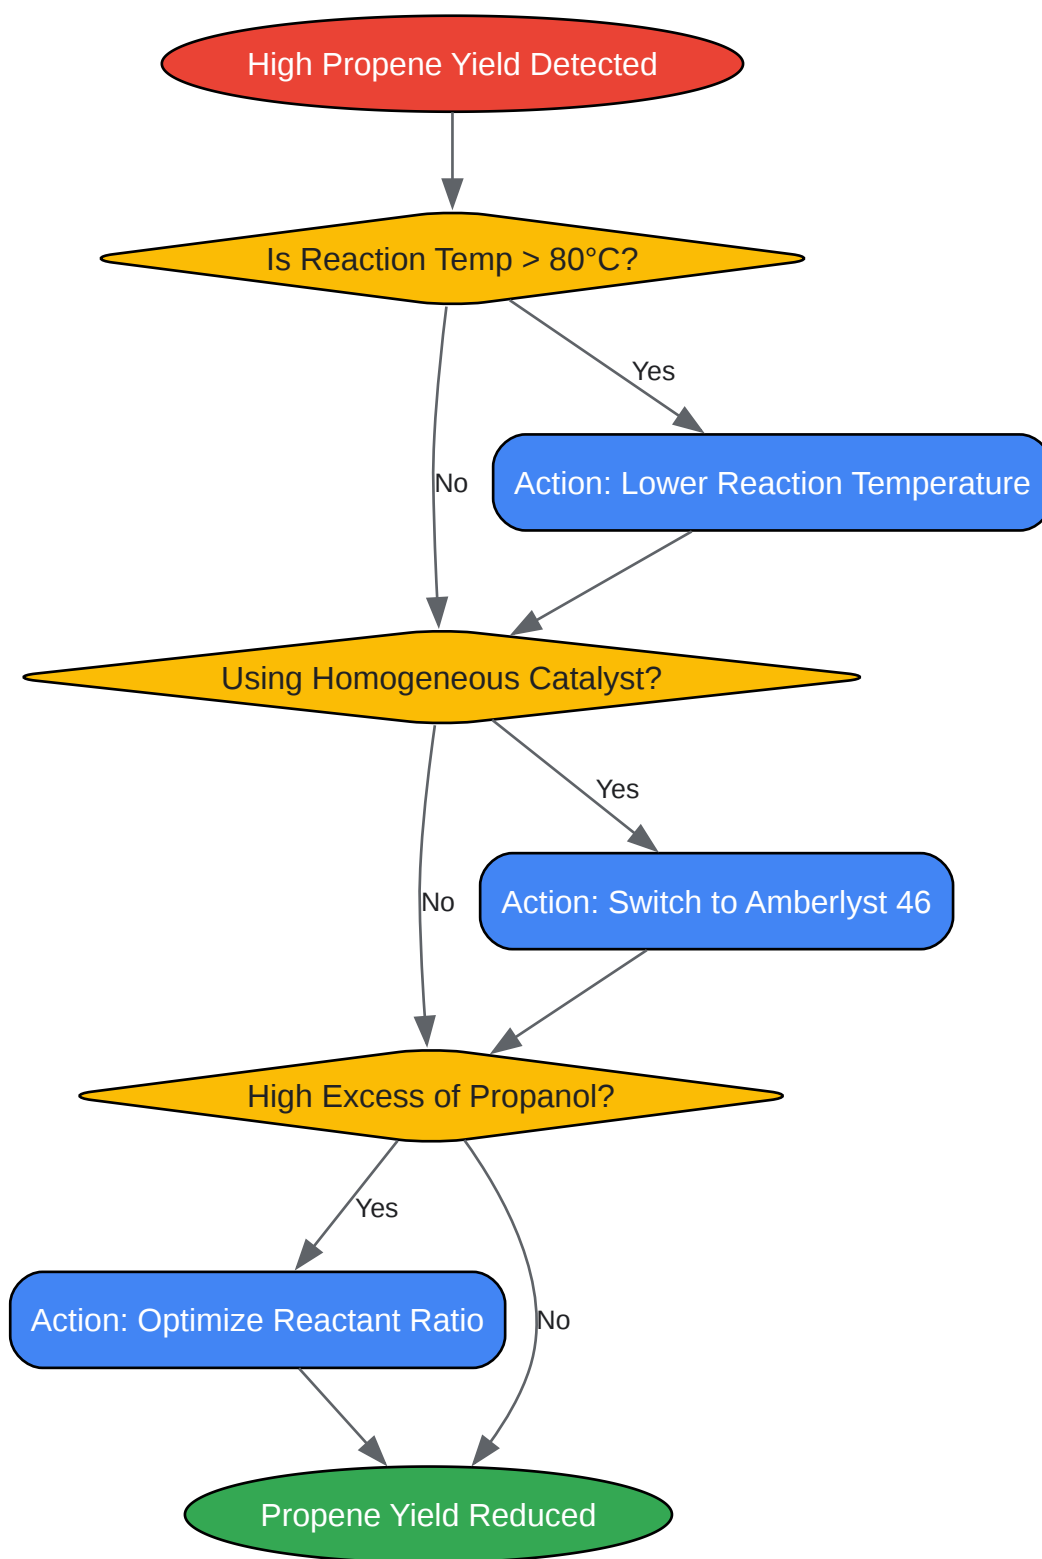 High Propene Yield Detected
Is Reaction Temp > 80°C?
Yes
No
Action: Lower Reaction Temperature
Using Homogeneous Catalyst?
Yes
No
Action: Switch to Amberlyst 46
High Excess of Propanol?
Yes
Action: Optimize Reactant Ratio
No
Propene Yield Reduced